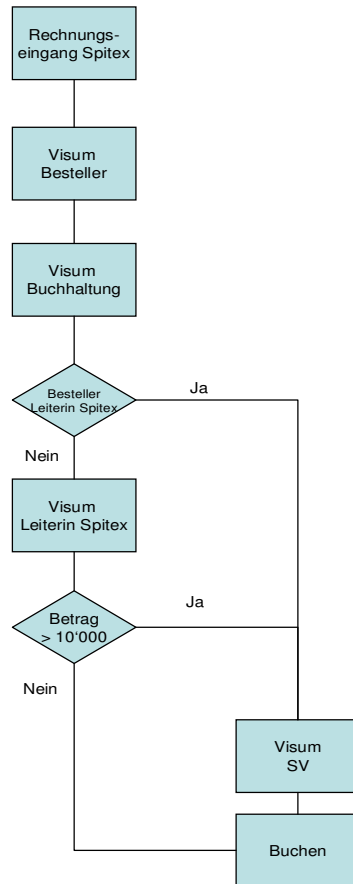 Rechnungs-
eingang Spitex
Visum
Besteller
Visum
Buchhaltung
Besteller
Leiterin Spitex
Ja
Nein
Visum
Leiterin Spitex
Betrag
> 10‘000
Ja
Nein
Visum
SV
Buchen